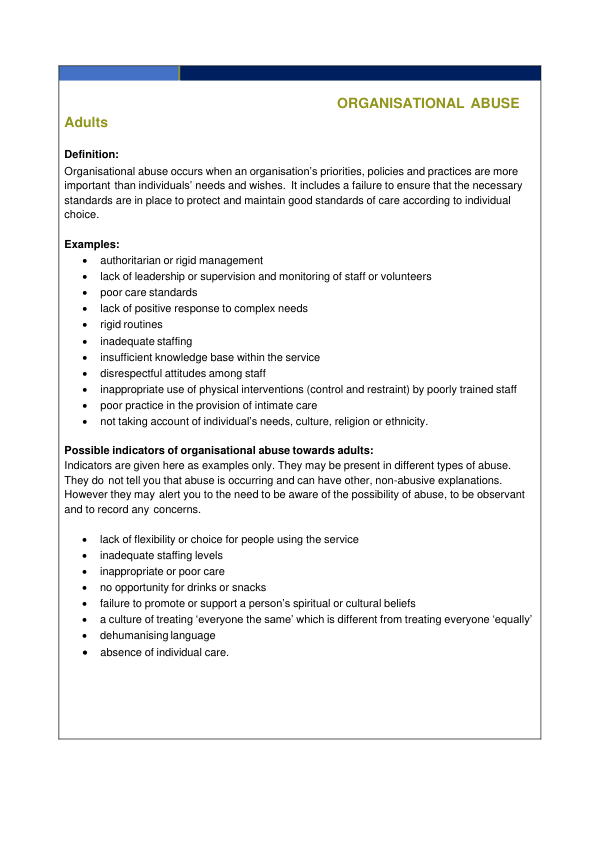 ORGANISATIONAL ABUSE
Adults
Definition:
Organisational abuse occurs when an organisation’s priorities, policies and practices are more
important than individuals’ needs and wishes. It includes a failure to ensure that the necessary
standards are in place to protect and maintain good standards of care according to individual
choice.
Examples:
• authoritarian or rigid management
• lack of leadership or supervision and monitoring of staff or volunteers
• poor care standards
• lack of positive response to complex needs
• rigid routines
• inadequate staffing
• insufficient knowledge base within the service
• disrespectful attitudes among staff
• inappropriate use of physical interventions (control and restraint) by poorly trained staff
• poor practice in the provision of intimate care
• not taking account of individual’s needs, culture, religion or ethnicity.
Possible indicators of organisational abuse towards adults:
Indicators are given here as examples only. They may be present in different types of abuse.
They do not tell you that abuse is occurring and can have other, non-abusive explanations.
However they may alert you to the need to be aware of the possibility of abuse, to be observant
and to record any concerns.
• lack of flexibility or choice for people using the service
• inadequate staffing levels
• inappropriate or poor care
• no opportunity for drinks or snacks
• failure to promote or support a person’s spiritual or cultural beliefs
• a culture of treating ‘everyone the same’ which is different from treating everyone ‘equally’
• dehumanising language
• absence of individual care.